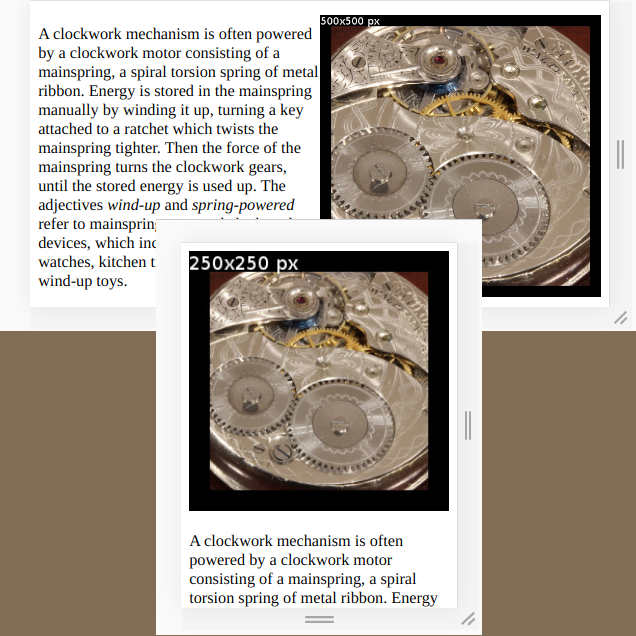 500x500 px
A clockwork mechanism is often powered
by a clockwork motor consisting of a
mainspring, a spiral torsion spring of metal
ribbon. Energy is stored in the mainspring
manually by winding it up, turning a key
attached to a ratchet which twists the
mainspring tighter. Then the force of the
mainspring turns the clockwork gears,
until the stored energy is used up. The
adjectives wind-up and spring-powered
refer to mainspring
devices, which inc
watches, kitchen t
wind-up toys.
250x250 px
A clockwork mechanism is often
powered by a clockwork motor
consisting of a mainspring, a spiral
torsion spring of metal ribbon. Energy